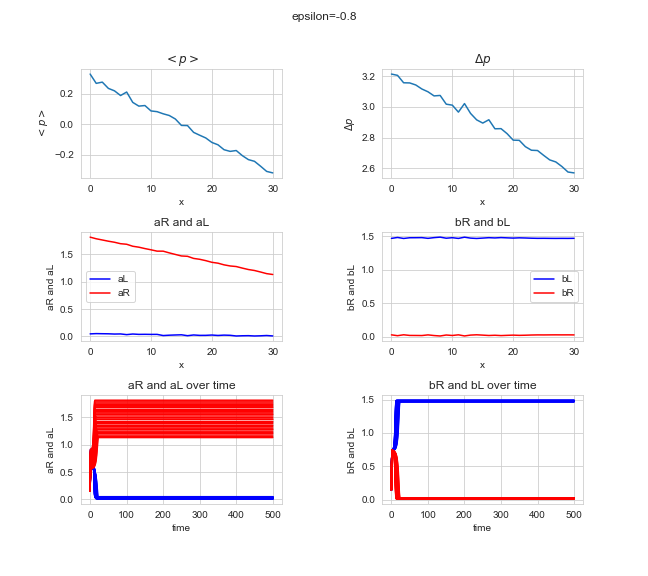 epsilon=-0.8
<p>
Δp
0.2
0.0
−0.2
<p>
0
10
20
30
x
3.2
3.0
2.8
2.6
Δp
0
10
20
30
x
aR and aL
bR and bL
1.5
1.0
0.5
0.0
aR and aL
aL
aR
0
10
20
30
x
1.5
1.0
0.5
0.0
bR and bL
bL
bR
0
10
20
30
x
aR and aL over time
bR and bL over time
1.5
1.0
0.5
0.0
aR and aL
0
100
200
300
400
500
time
1.5
1.0
0.5
0.0
bR and bL
0
100
200
300
400
500
time